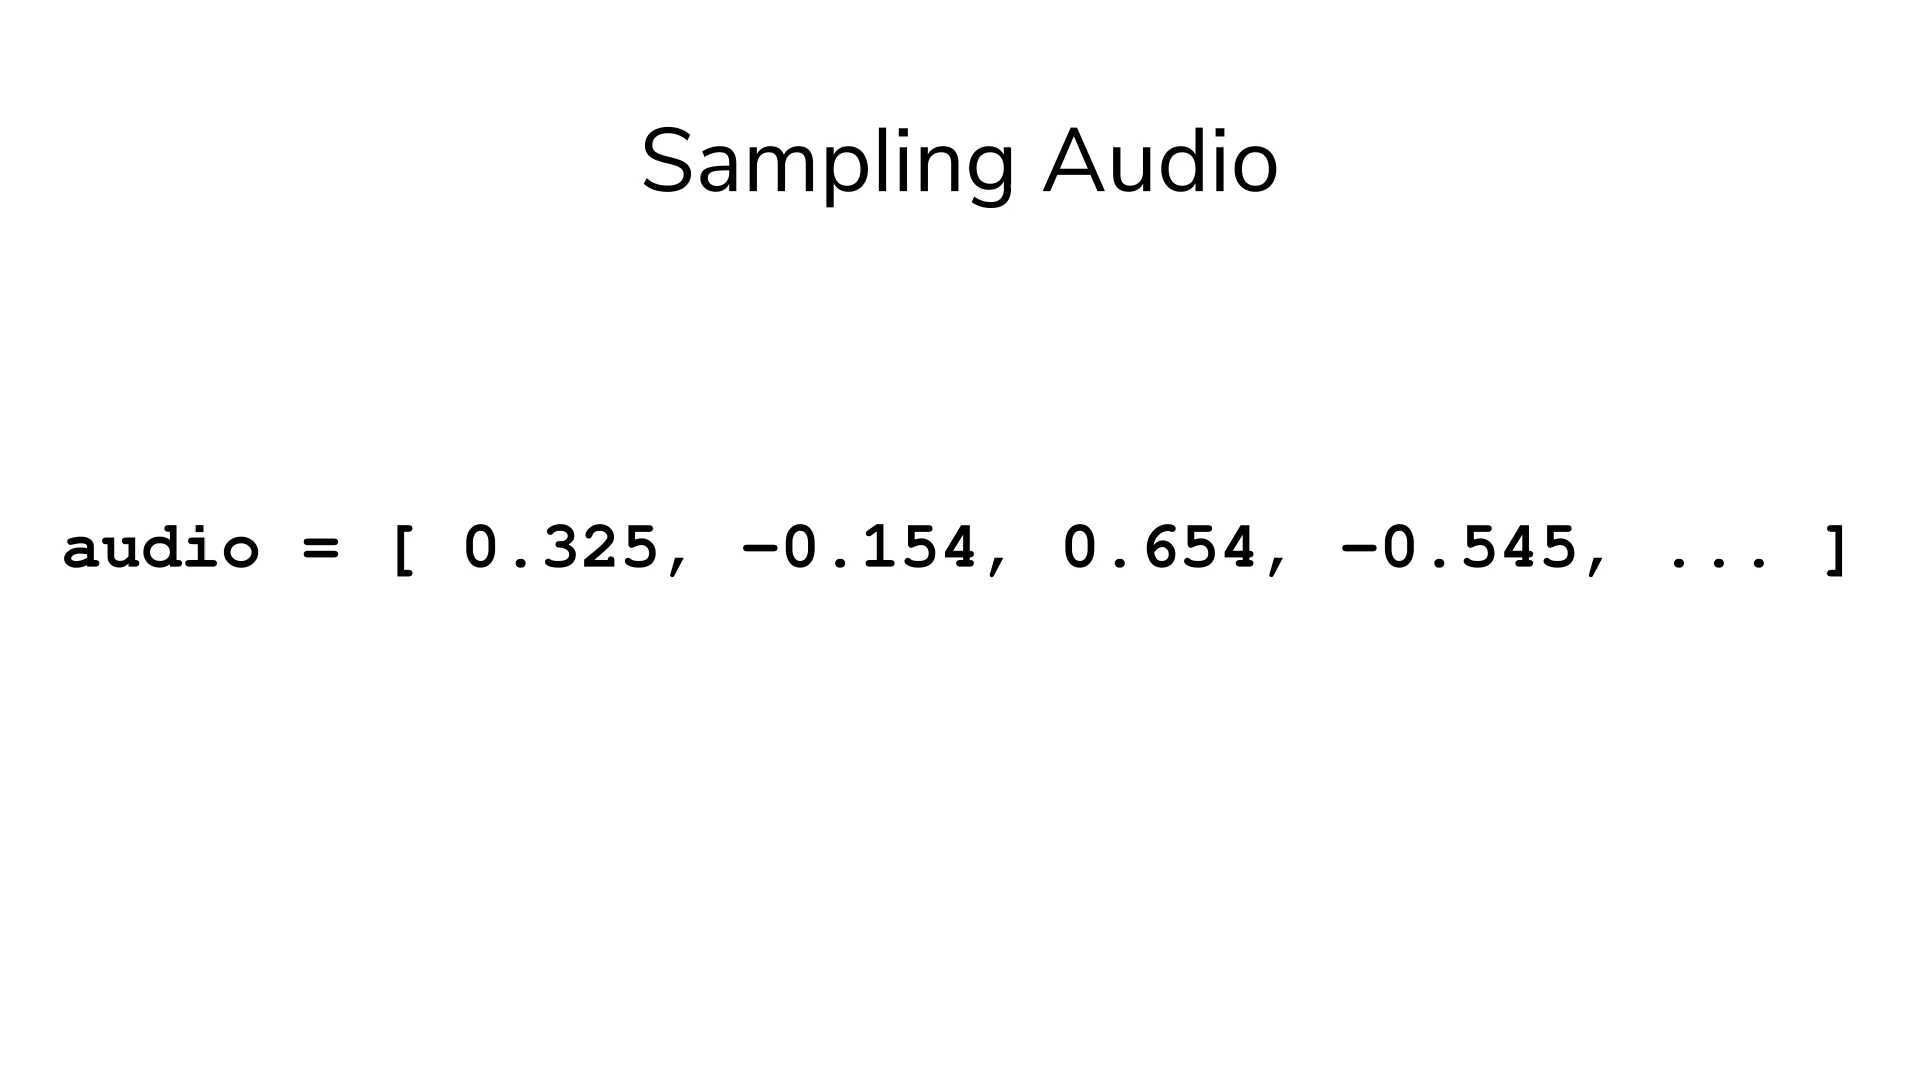 Sampling Audio
audio = [ 0.325, -0.154, 0.654, -0.545, ... ]